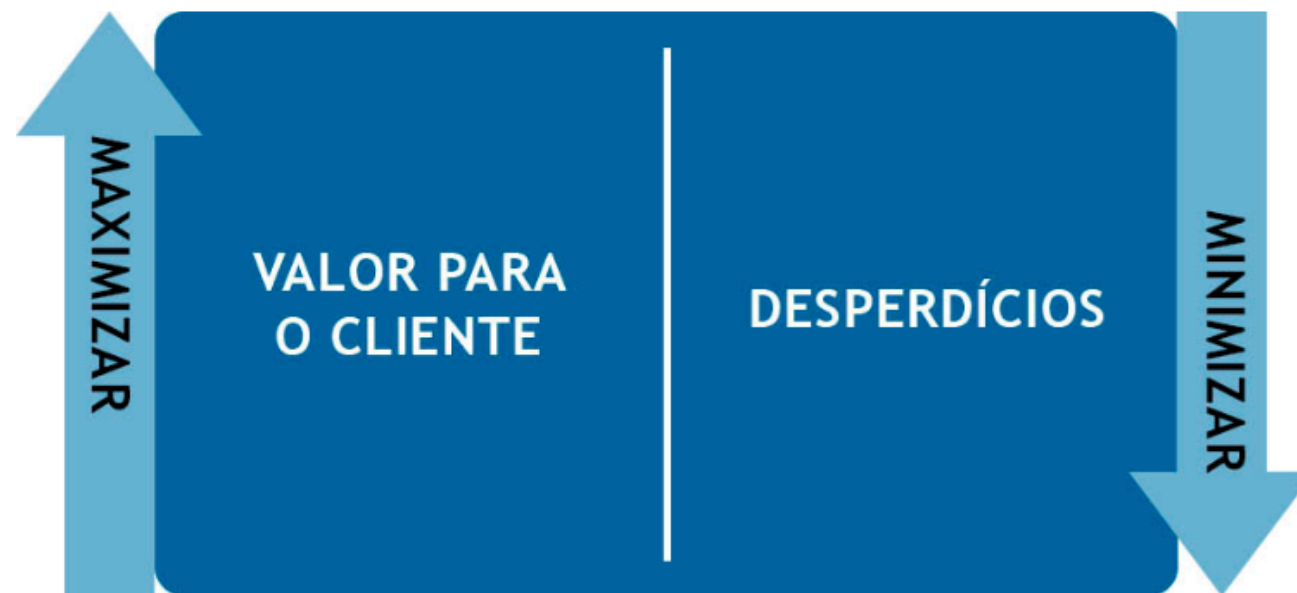 MAXIMIZAR
VALOR PARA
O CLIENTE
DESPERDÍCIOS
MINIMIZAR